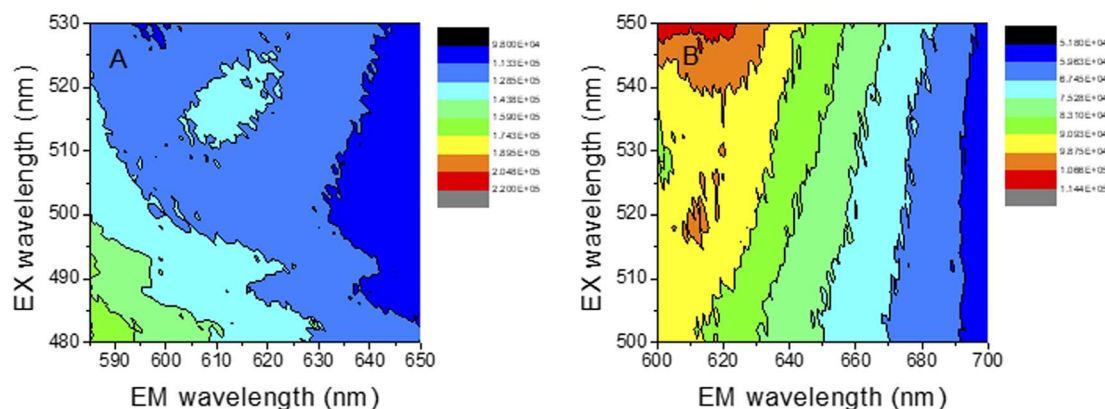 A
EX wavelength (nm)
530
520
510
500
490
480
590 600 610 620 630 640 650
EM wavelength (nm)
9.800E+04
1.133E+05
1.285E+05
1.438E+05
1.590E+05
1.743E+05
1.895E+05
2.048E+05
2.200E+05
B
EX wavelength (nm)
550
540
530
520
510
500
600 620 640 660 680 700
EM wavelength (nm)
5.180E+04
5.963E+04
6.745E+04
7.528E+04
8.310E+04
9.093E+04
9.875E+04
1.066E+05
1.144E+05